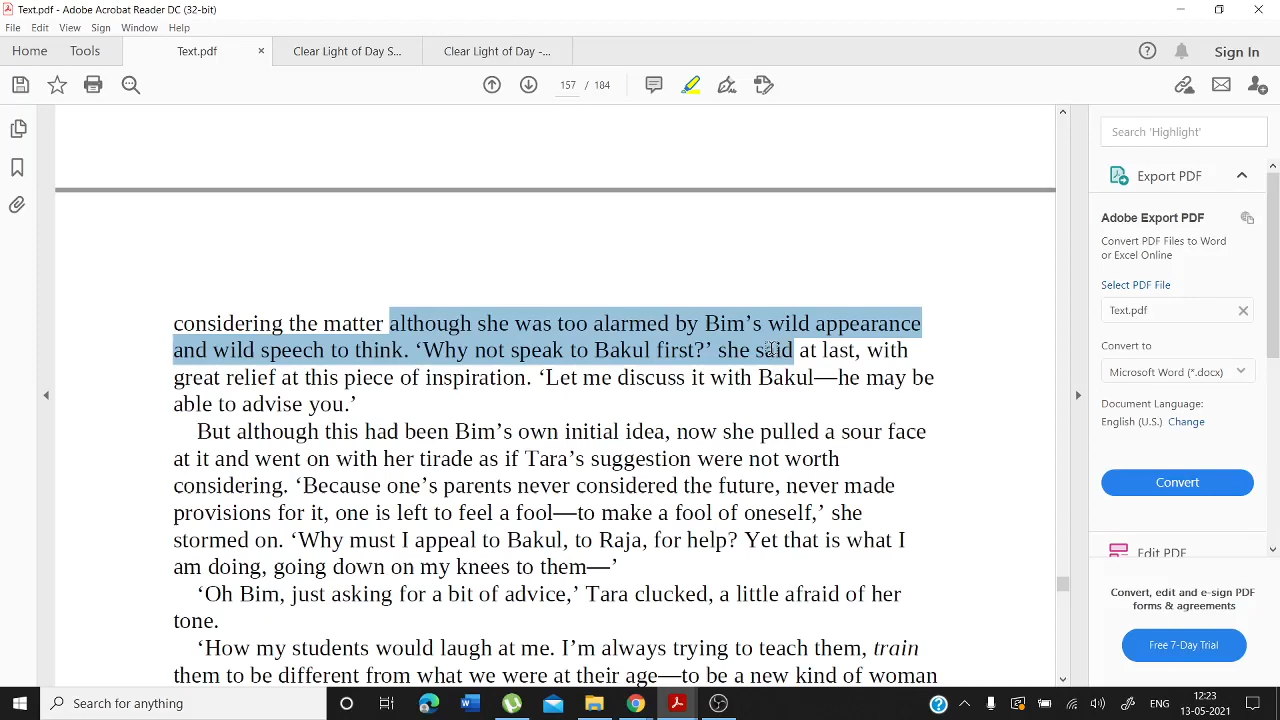 Text.pdf - Adobe Acrobat Reader DC (32-bit)
File Edit View Sign Window Help
Home Tools Text.pdf × Clear Light of Day S... Clear Light of Day -... Sign In
157 / 184
Search 'Highlight'
Export PDF
Adobe Export PDF
Convert PDF Files to Word
or Excel Online
Select PDF File
Text.pdf
Convert to
Microsoft Word (*.docx)
Document Language:
English (U.S.) Change
Convert
Edit PDF
Convert, edit and e-sign PDF
forms & agreements
Free 7-Day Trial
considering the matter although she was too alarmed by Bim’s wild appearance
and wild speech to think. ‘Why not speak to Bakul first?’ she said at last, with
great relief at this piece of inspiration. ‘Let me discuss it with Bakul—he may be
able to advise you.’
But although this had been Bim’s own initial idea, now she pulled a sour face
at it and went on with her tirade as if Tara’s suggestion were not worth
considering. ‘Because one’s parents never considered the future, never made
provisions for it, one is left to feel a fool—to make a fool of oneself,’ she
stormed on. ‘Why must I appeal to Bakul, to Raja, for help? Yet that is what I
am doing, going down on my knees to them—’
‘Oh Bim, just asking for a bit of advice,’ Tara clucked, a little afraid of her
tone.
‘How my students would laugh at me. I’m always trying to teach them, train
them to be different from what we were at their age—to be a new kind of woman
Search for anything
ENG
12:23
13-05-2021